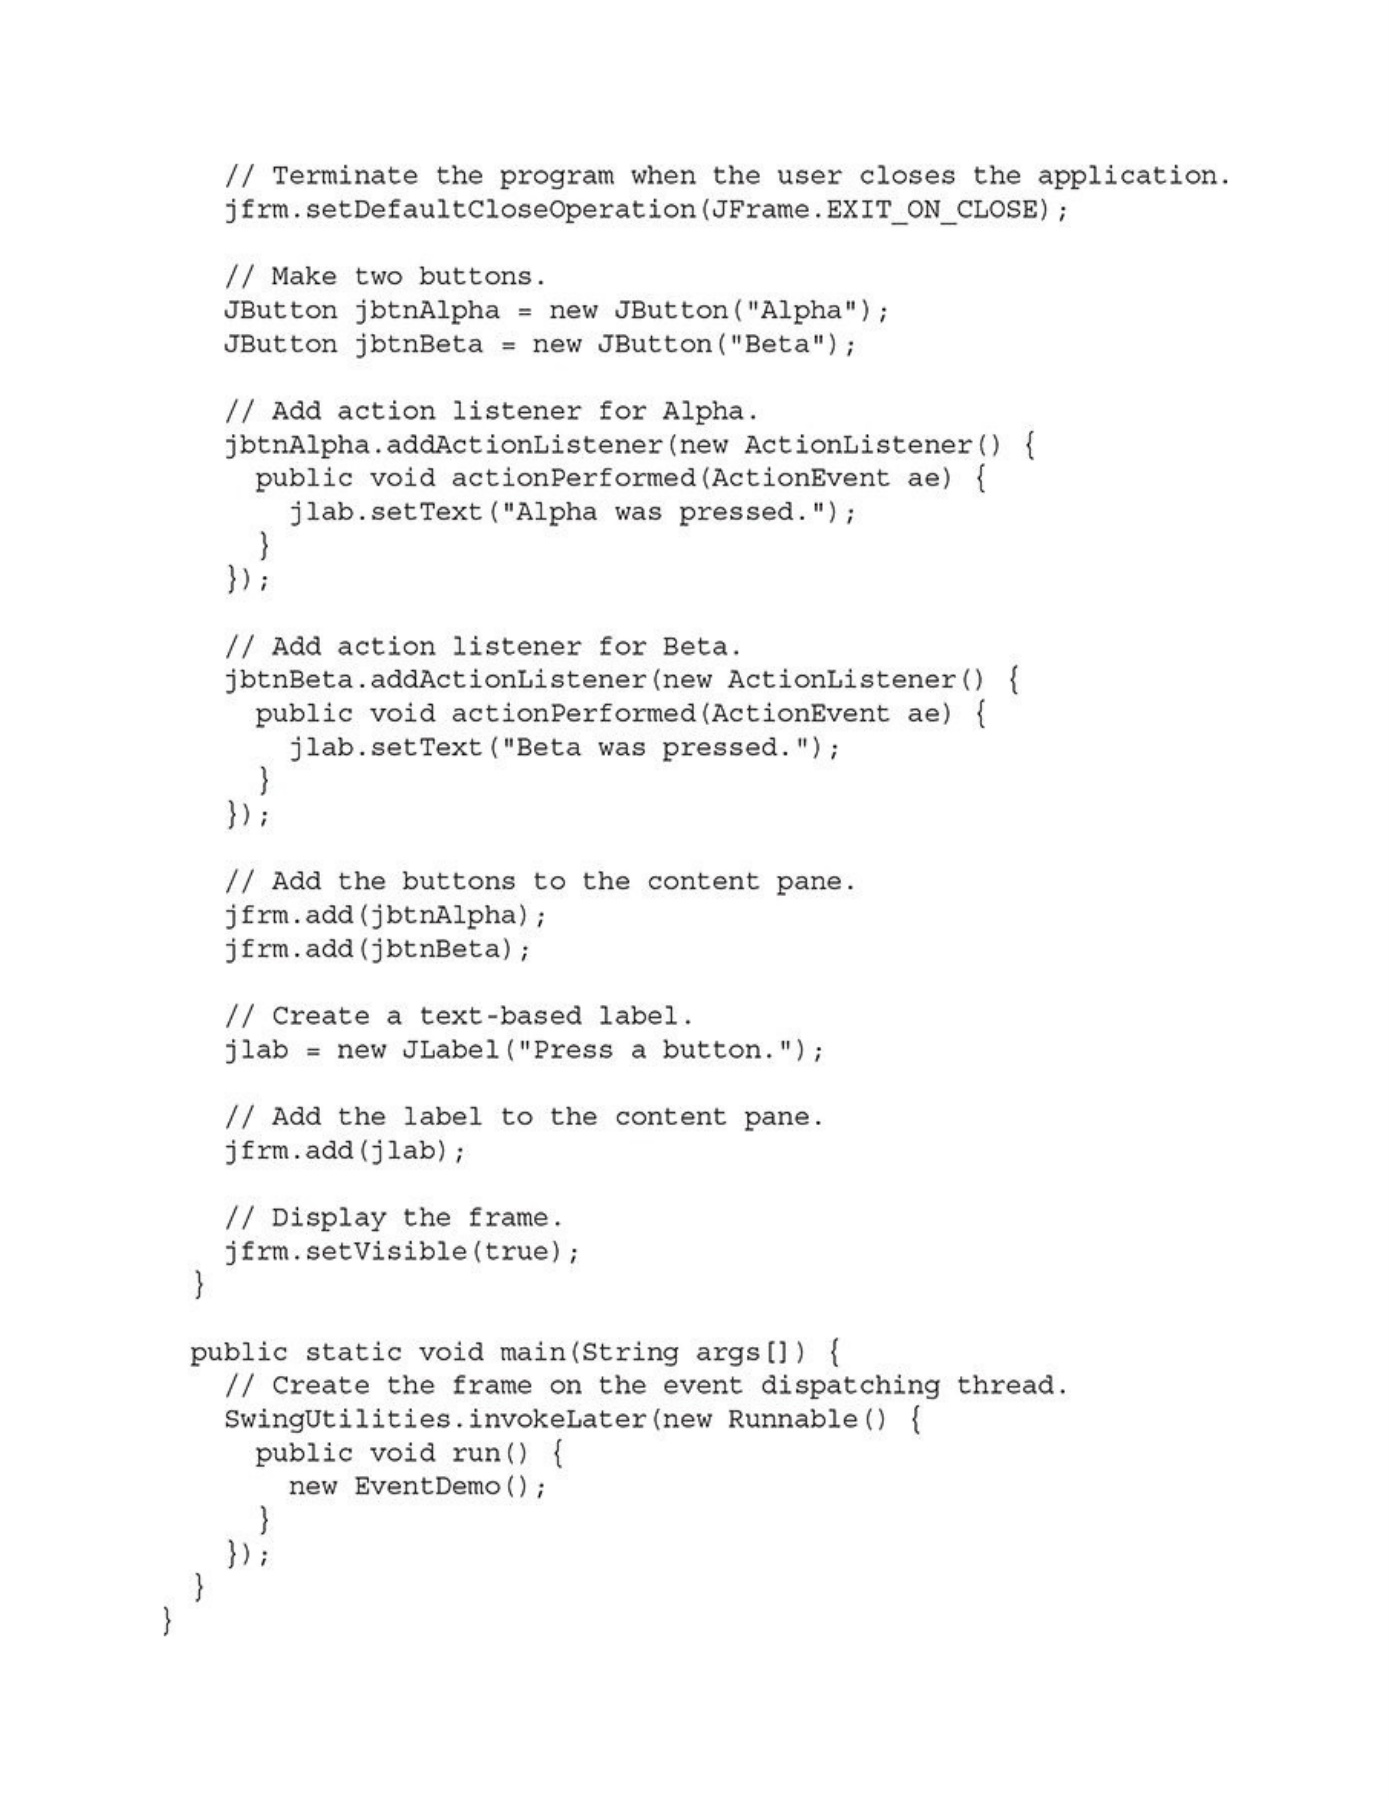 // Terminate the program when the user closes the application.
jfrm.setDefaultCloseOperation(JFrame.EXIT_ON_CLOSE);
// Make two buttons.
JButton jbtnAlpha = new JButton("Alpha");
JButton jbtnBeta = new JButton("Beta");
// Add action listener for Alpha.
jbtnAlpha.addActionListener(new ActionListener() {
public void actionPerformed(ActionEvent ae) {
jlab.setText("Alpha was pressed.");
}
});
// Add action listener for Beta.
jbtnBeta.addActionListener(new ActionListener() {
public void actionPerformed(ActionEvent ae) {
jlab.setText("Beta was pressed.");
}
});
// Add the buttons to the content pane.
jfrm.add(jbtnAlpha);
jfrm.add(jbtnBeta);
// Create a text-based label.
jlab = new JLabel("Press a button.");
// Add the label to the content pane.
jfrm.add(jlab);
// Display the frame.
jfrm.setVisible(true);
}
public static void main(String args[]) {
// Create the frame on the event dispatching thread.
SwingUtilities.invokeLater(new Runnable() {
public void run() {
new EventDemo();
}
});
}
}